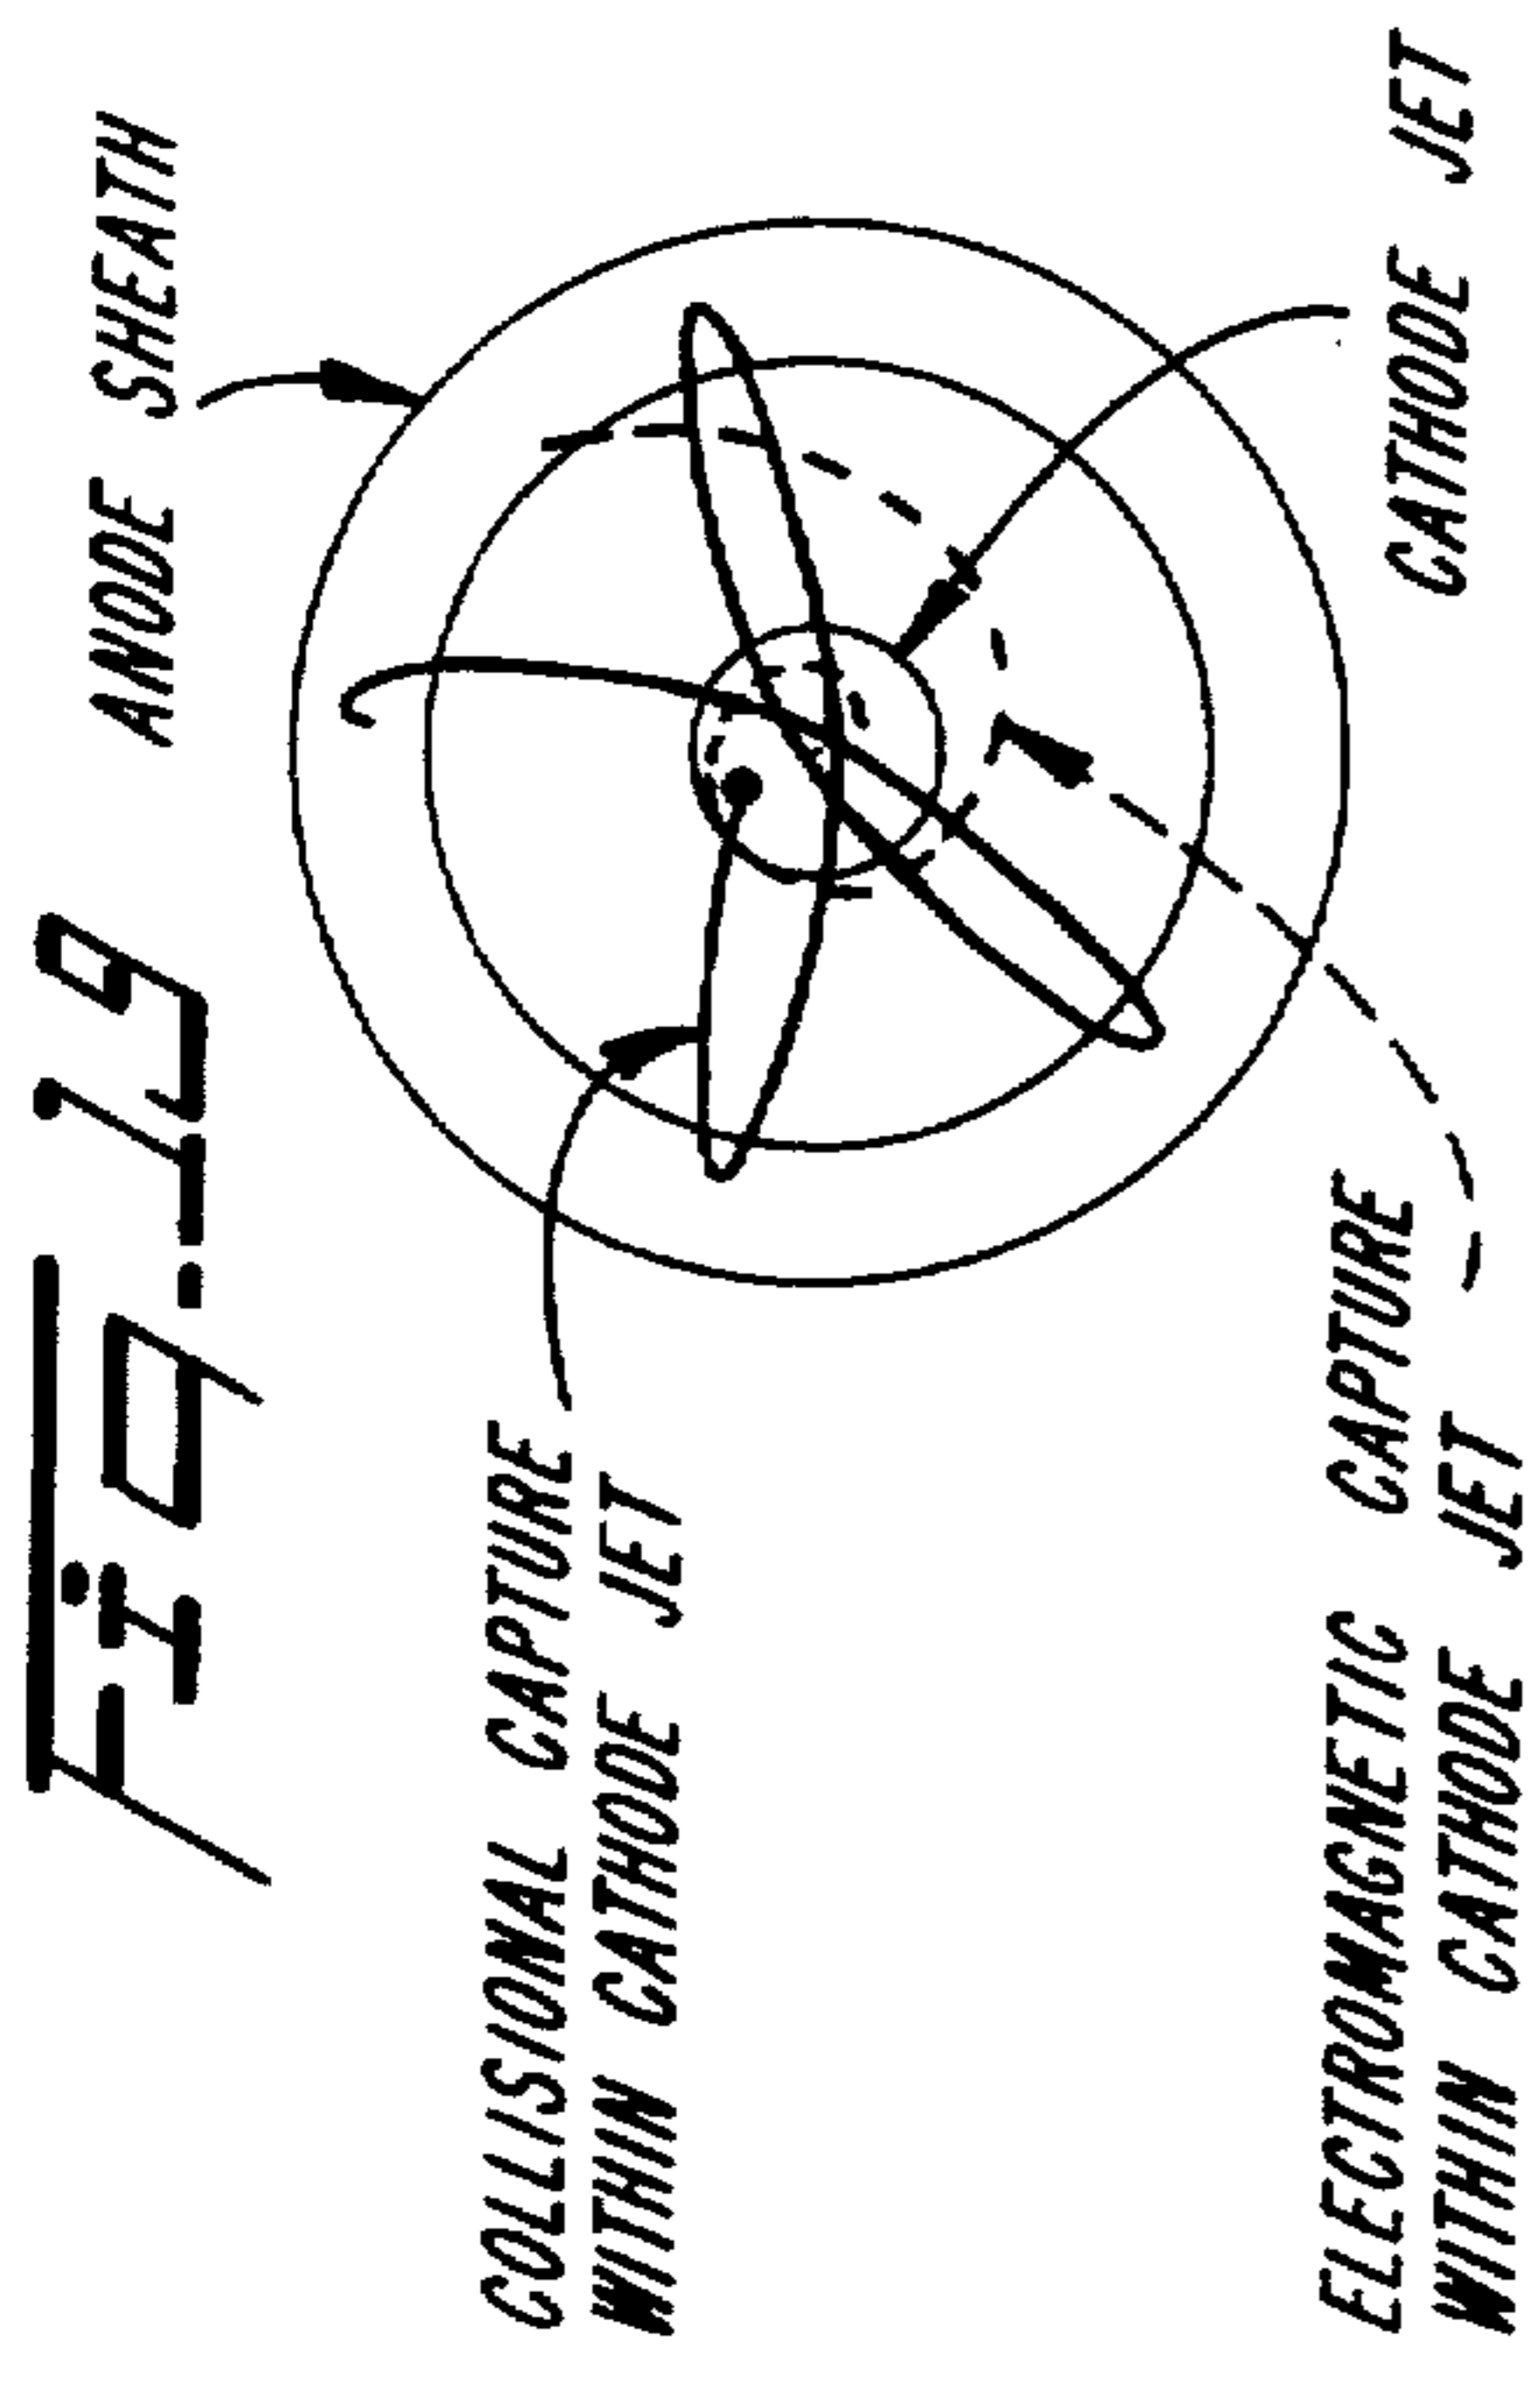 Fig. 19
ANODE SHEATH
COLLISIONAL CAPTURE
WITHIN CATHODE JET
ELECTROMAGNETIC CAPTURE
WITHIN CATHODE JET
CATHODE JET